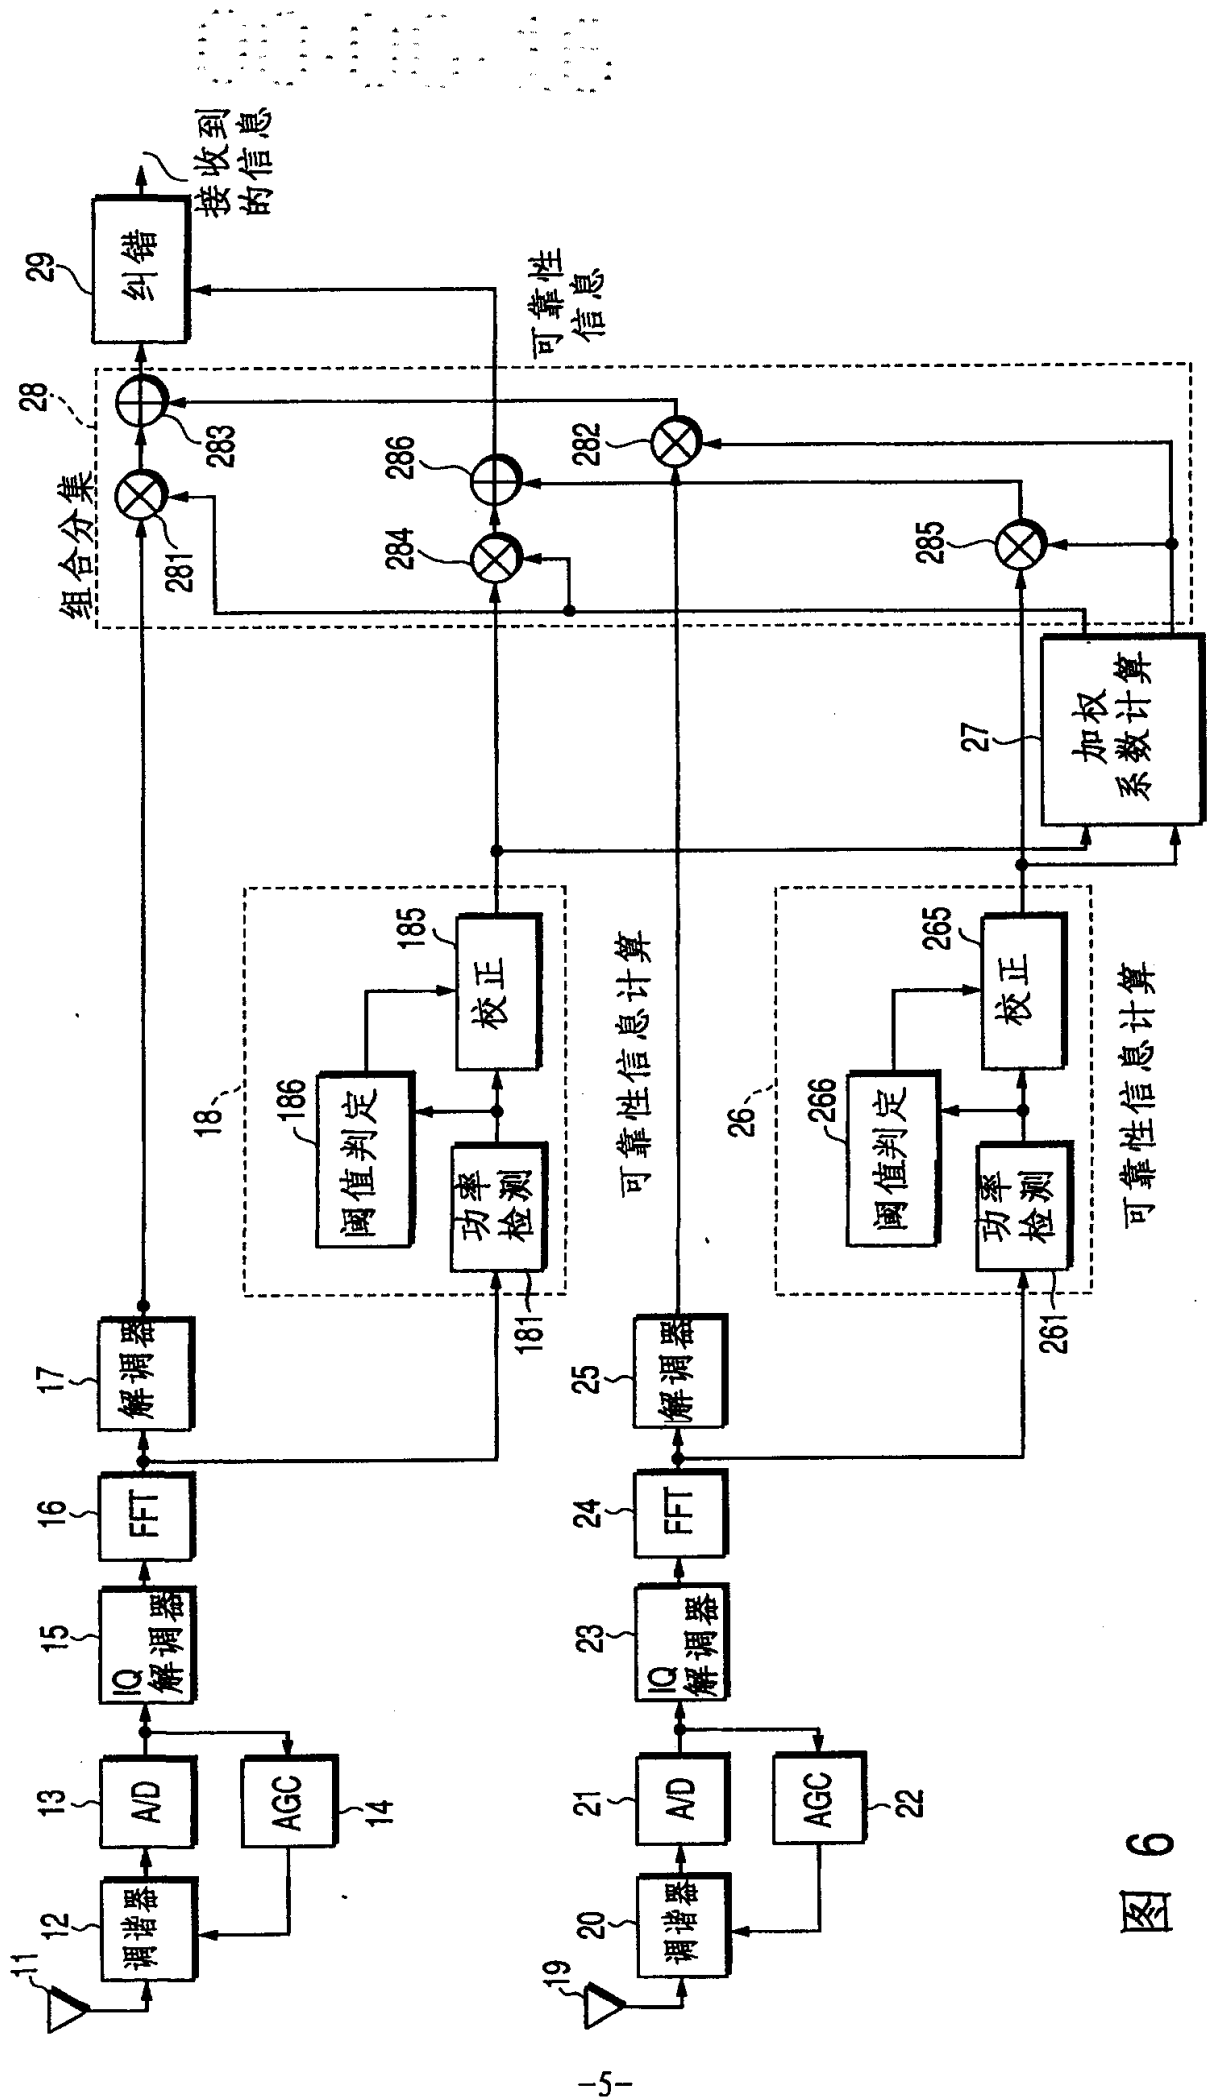 00·06·16
接收到
的信息
29
纠错
可靠性
信息
28
组合分集
283
281
286
284
282
285
27
加权
系数计算
18
185
校正
186
阈值判定
功率
检测
181
可靠性信息计算
26
265
校正
266
阈值判定
功率
检测
261
可靠性信息计算
17
解调器
16
FFT
15
IQ
解调器
13
A/D
AGC
14
12
调谐器
11
25
解调器
24
FFT
23
IQ
解调器
21
A/D
AGC
22
20
调谐器
19
图 6
-5-